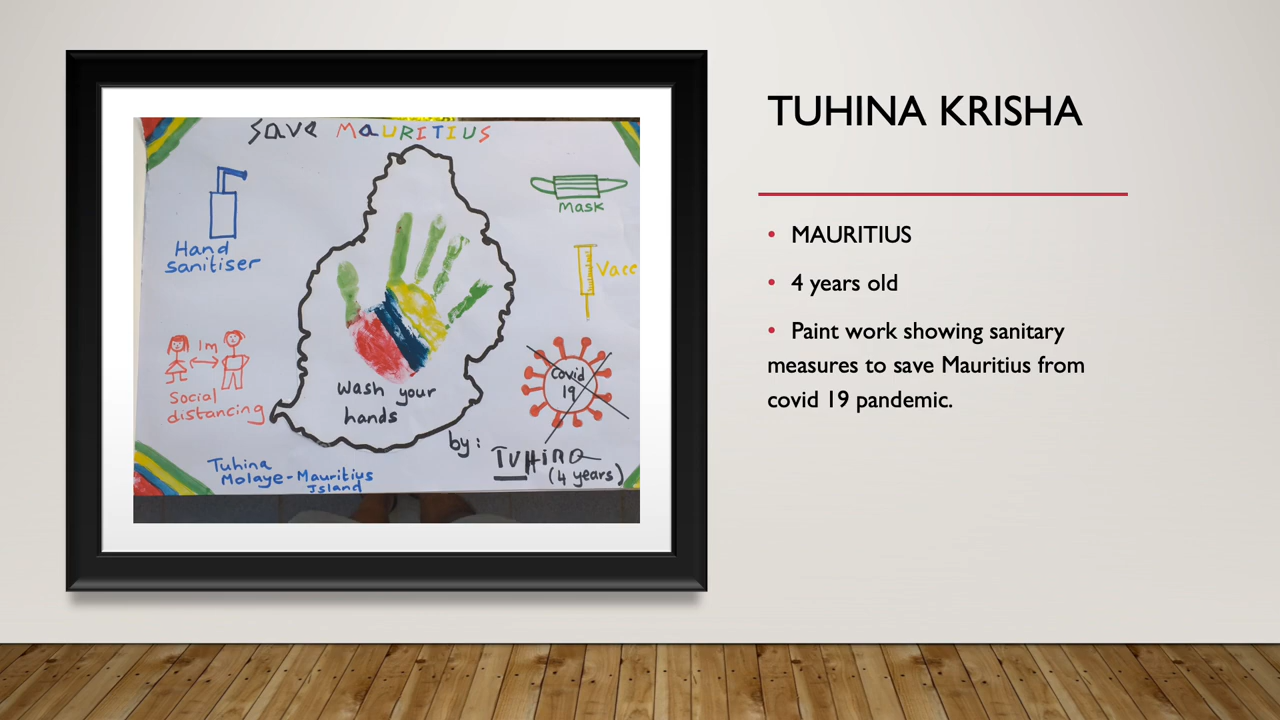 SAVE MAURITIUS
Hand
sanitiser
Mask
Vacc
1m
Social
distancing
Covid
19
Wash your
hands
by: TUHINA
(4 years)
Tuhina
Molaye-Mauritius
Island
TUHINA KRISHA
• MAURITIUS
• 4 years old
• Paint work showing sanitary
measures to save Mauritius from
covid 19 pandemic.